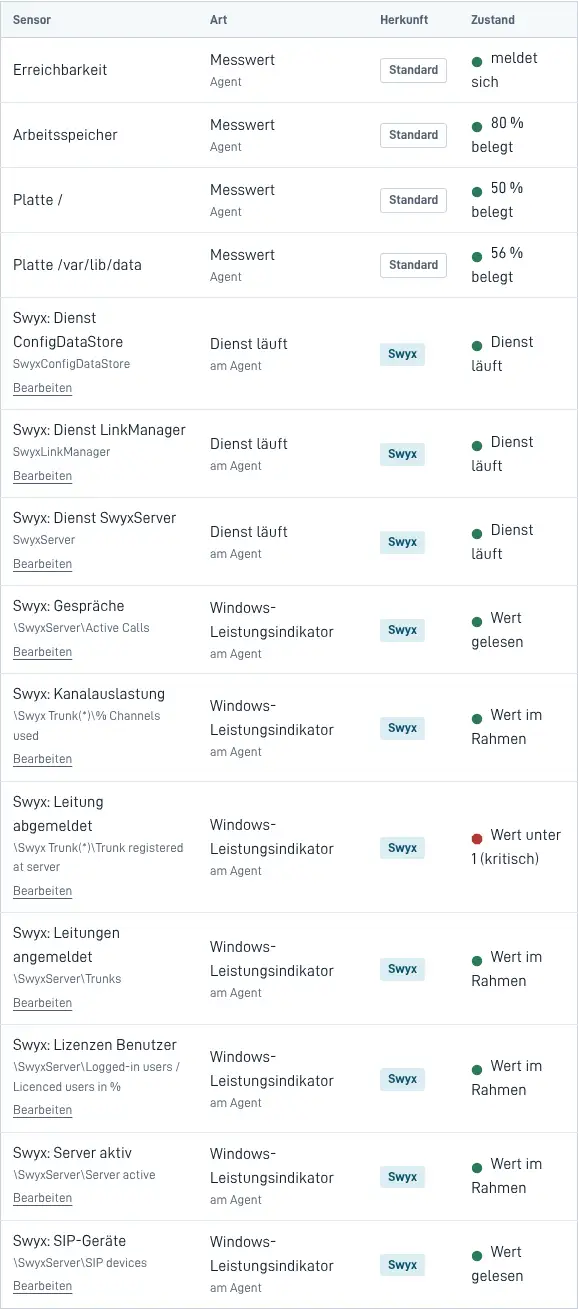 Sensor Art Herkunft Zustand
Erreichbarkeit
Messwert
Agent
Standard
meldet
sich
Arbeitsspeicher
Messwert
Agent
Standard
80 %
belegt
Platte /
Messwert
Agent
Standard
50 %
belegt
Platte /var/lib/data
Messwert
Agent
Standard
56 %
belegt
Swyx: Dienst
ConfigDataStore
SwyxConfigDataStore
Bearbeiten
Dienst läuft
am Agent
Swyx
Dienst
läuft
Swyx: Dienst LinkManager
SwyxLinkManager
Bearbeiten
Dienst läuft
am Agent
Swyx
Dienst
läuft
Swyx: Dienst SwyxServer
SwyxServer
Bearbeiten
Dienst läuft
am Agent
Swyx
Dienst
läuft
Swyx: Gespräche
\SwyxServer\Active Calls
Bearbeiten
Windows-
Leistungsindikator
am Agent
Swyx
Wert
gelesen
Swyx: Kanalauslastung
\Swyx Trunk(*)\% Channels
used
Bearbeiten
Windows-
Leistungsindikator
am Agent
Swyx
Wert im
Rahmen
Swyx: Leitung
abgemeldet
\Swyx Trunk(*)\Trunk registered
at server
Bearbeiten
Windows-
Leistungsindikator
am Agent
Swyx
Wert unter
1 (kritisch)
Swyx: Leitungen
angemeldet
\SwyxServer\Trunks
Bearbeiten
Windows-
Leistungsindikator
am Agent
Swyx
Wert im
Rahmen
Swyx: Lizenzen Benutzer
\SwyxServer\Logged-in users /
Licenced users in %
Bearbeiten
Windows-
Leistungsindikator
am Agent
Swyx
Wert im
Rahmen
Swyx: Server aktiv
\SwyxServer\Server active
Bearbeiten
Windows-
Leistungsindikator
am Agent
Swyx
Wert im
Rahmen
Swyx: SIP-Geräte
\SwyxServer\SIP devices
Bearbeiten
Windows-
Leistungsindikator
am Agent
Swyx
Wert
gelesen